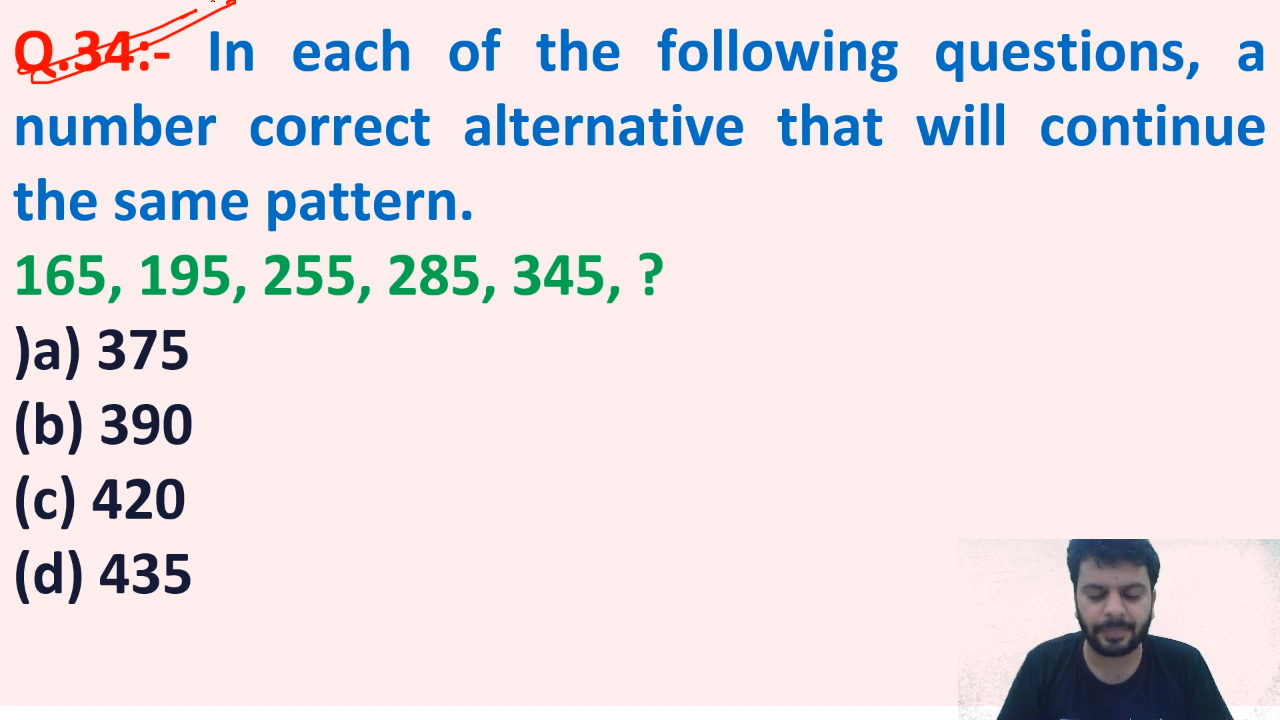 Q.34:- In each of the following questions, a
number correct alternative that will continue
the same pattern.
165, 195, 255, 285, 345, ?
)a) 375
(b) 390
(c) 420
(d) 435